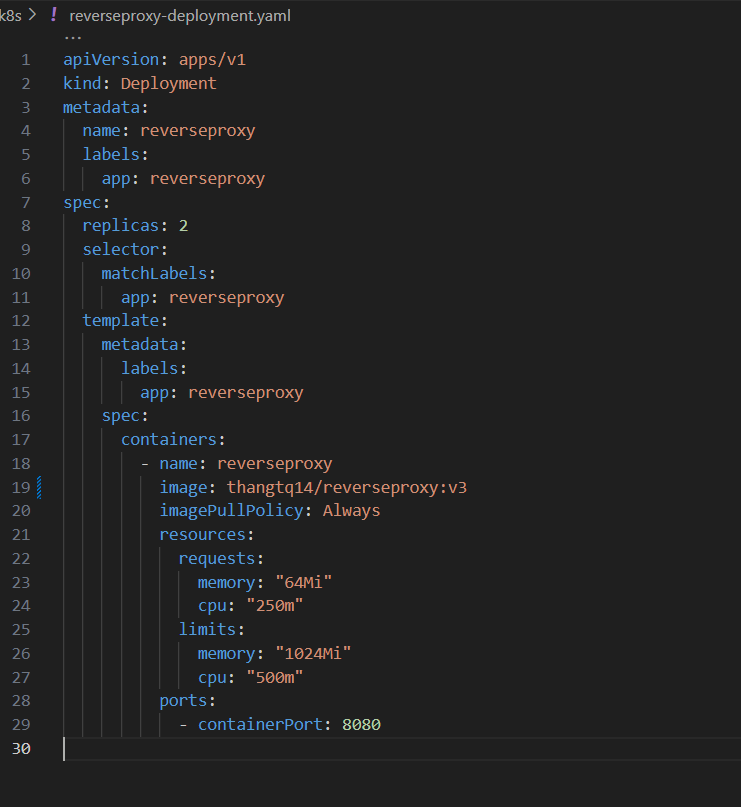 k8s > ! reverseproxy-deployment.yaml
...
1 apiVersion: apps/v1
2 kind: Deployment
3 metadata:
4   name: reverseproxy
5   labels:
6     app: reverseproxy
7 spec:
8   replicas: 2
9   selector:
10     matchLabels:
11       app: reverseproxy
12   template:
13     metadata:
14       labels:
15         app: reverseproxy
16     spec:
17       containers:
18         - name: reverseproxy
19           image: thangtq14/reverseproxy:v3
20           imagePullPolicy: Always
21           resources:
22             requests:
23               memory: "64Mi"
24               cpu: "250m"
25             limits:
26               memory: "1024Mi"
27               cpu: "500m"
28           ports:
29             - containerPort: 8080
30